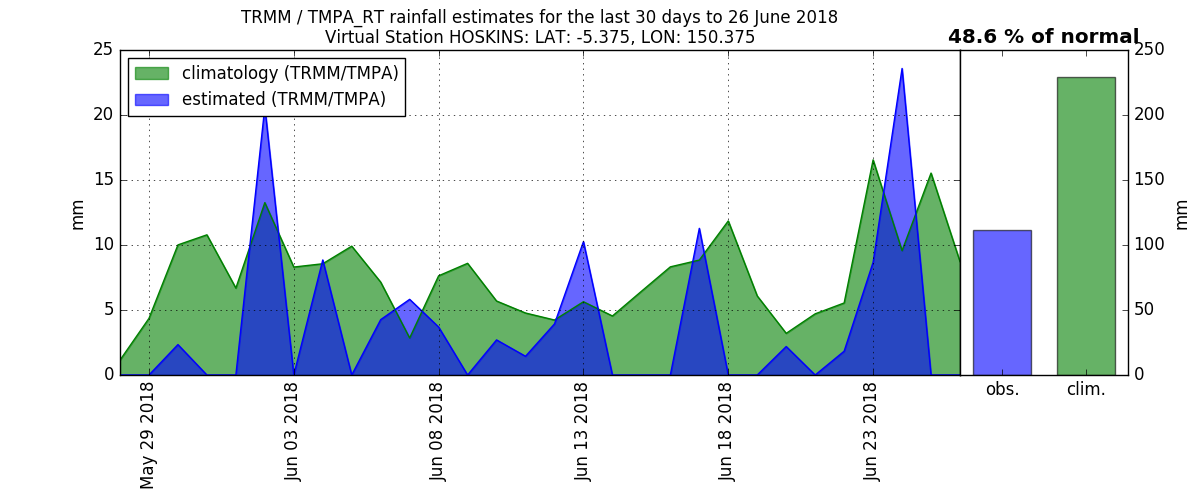 TRMM / TMPA_RT rainfall estimates for the last 30 days to 26 June 2018
Virtual Station HOSKINS: LAT: -5.375, LON: 150.375
48.6 % of normal
climatology (TRMM/TMPA)
estimated (TRMM/TMPA)
25
20
15
10
5
0
mm
250
200
150
100
50
0
mm
obs.
clim.
May 29 2018
Jun 03 2018
Jun 08 2018
Jun 13 2018
Jun 18 2018
Jun 23 2018